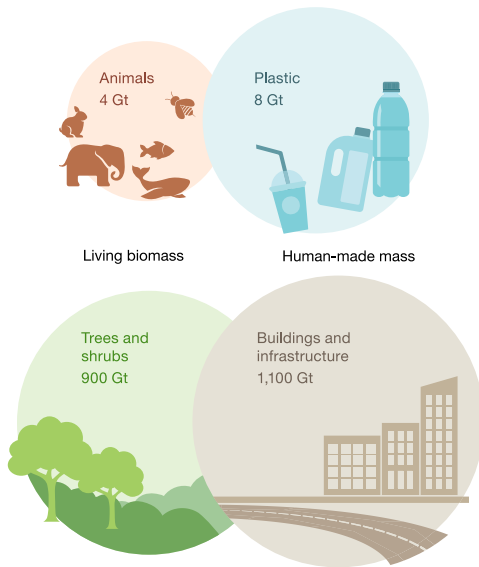 Animals
4 Gt
Plastic
8 Gt
Living biomass
Human-made mass
Trees and
shrubs
900 Gt
Buildings and
infrastructure
1,100 Gt